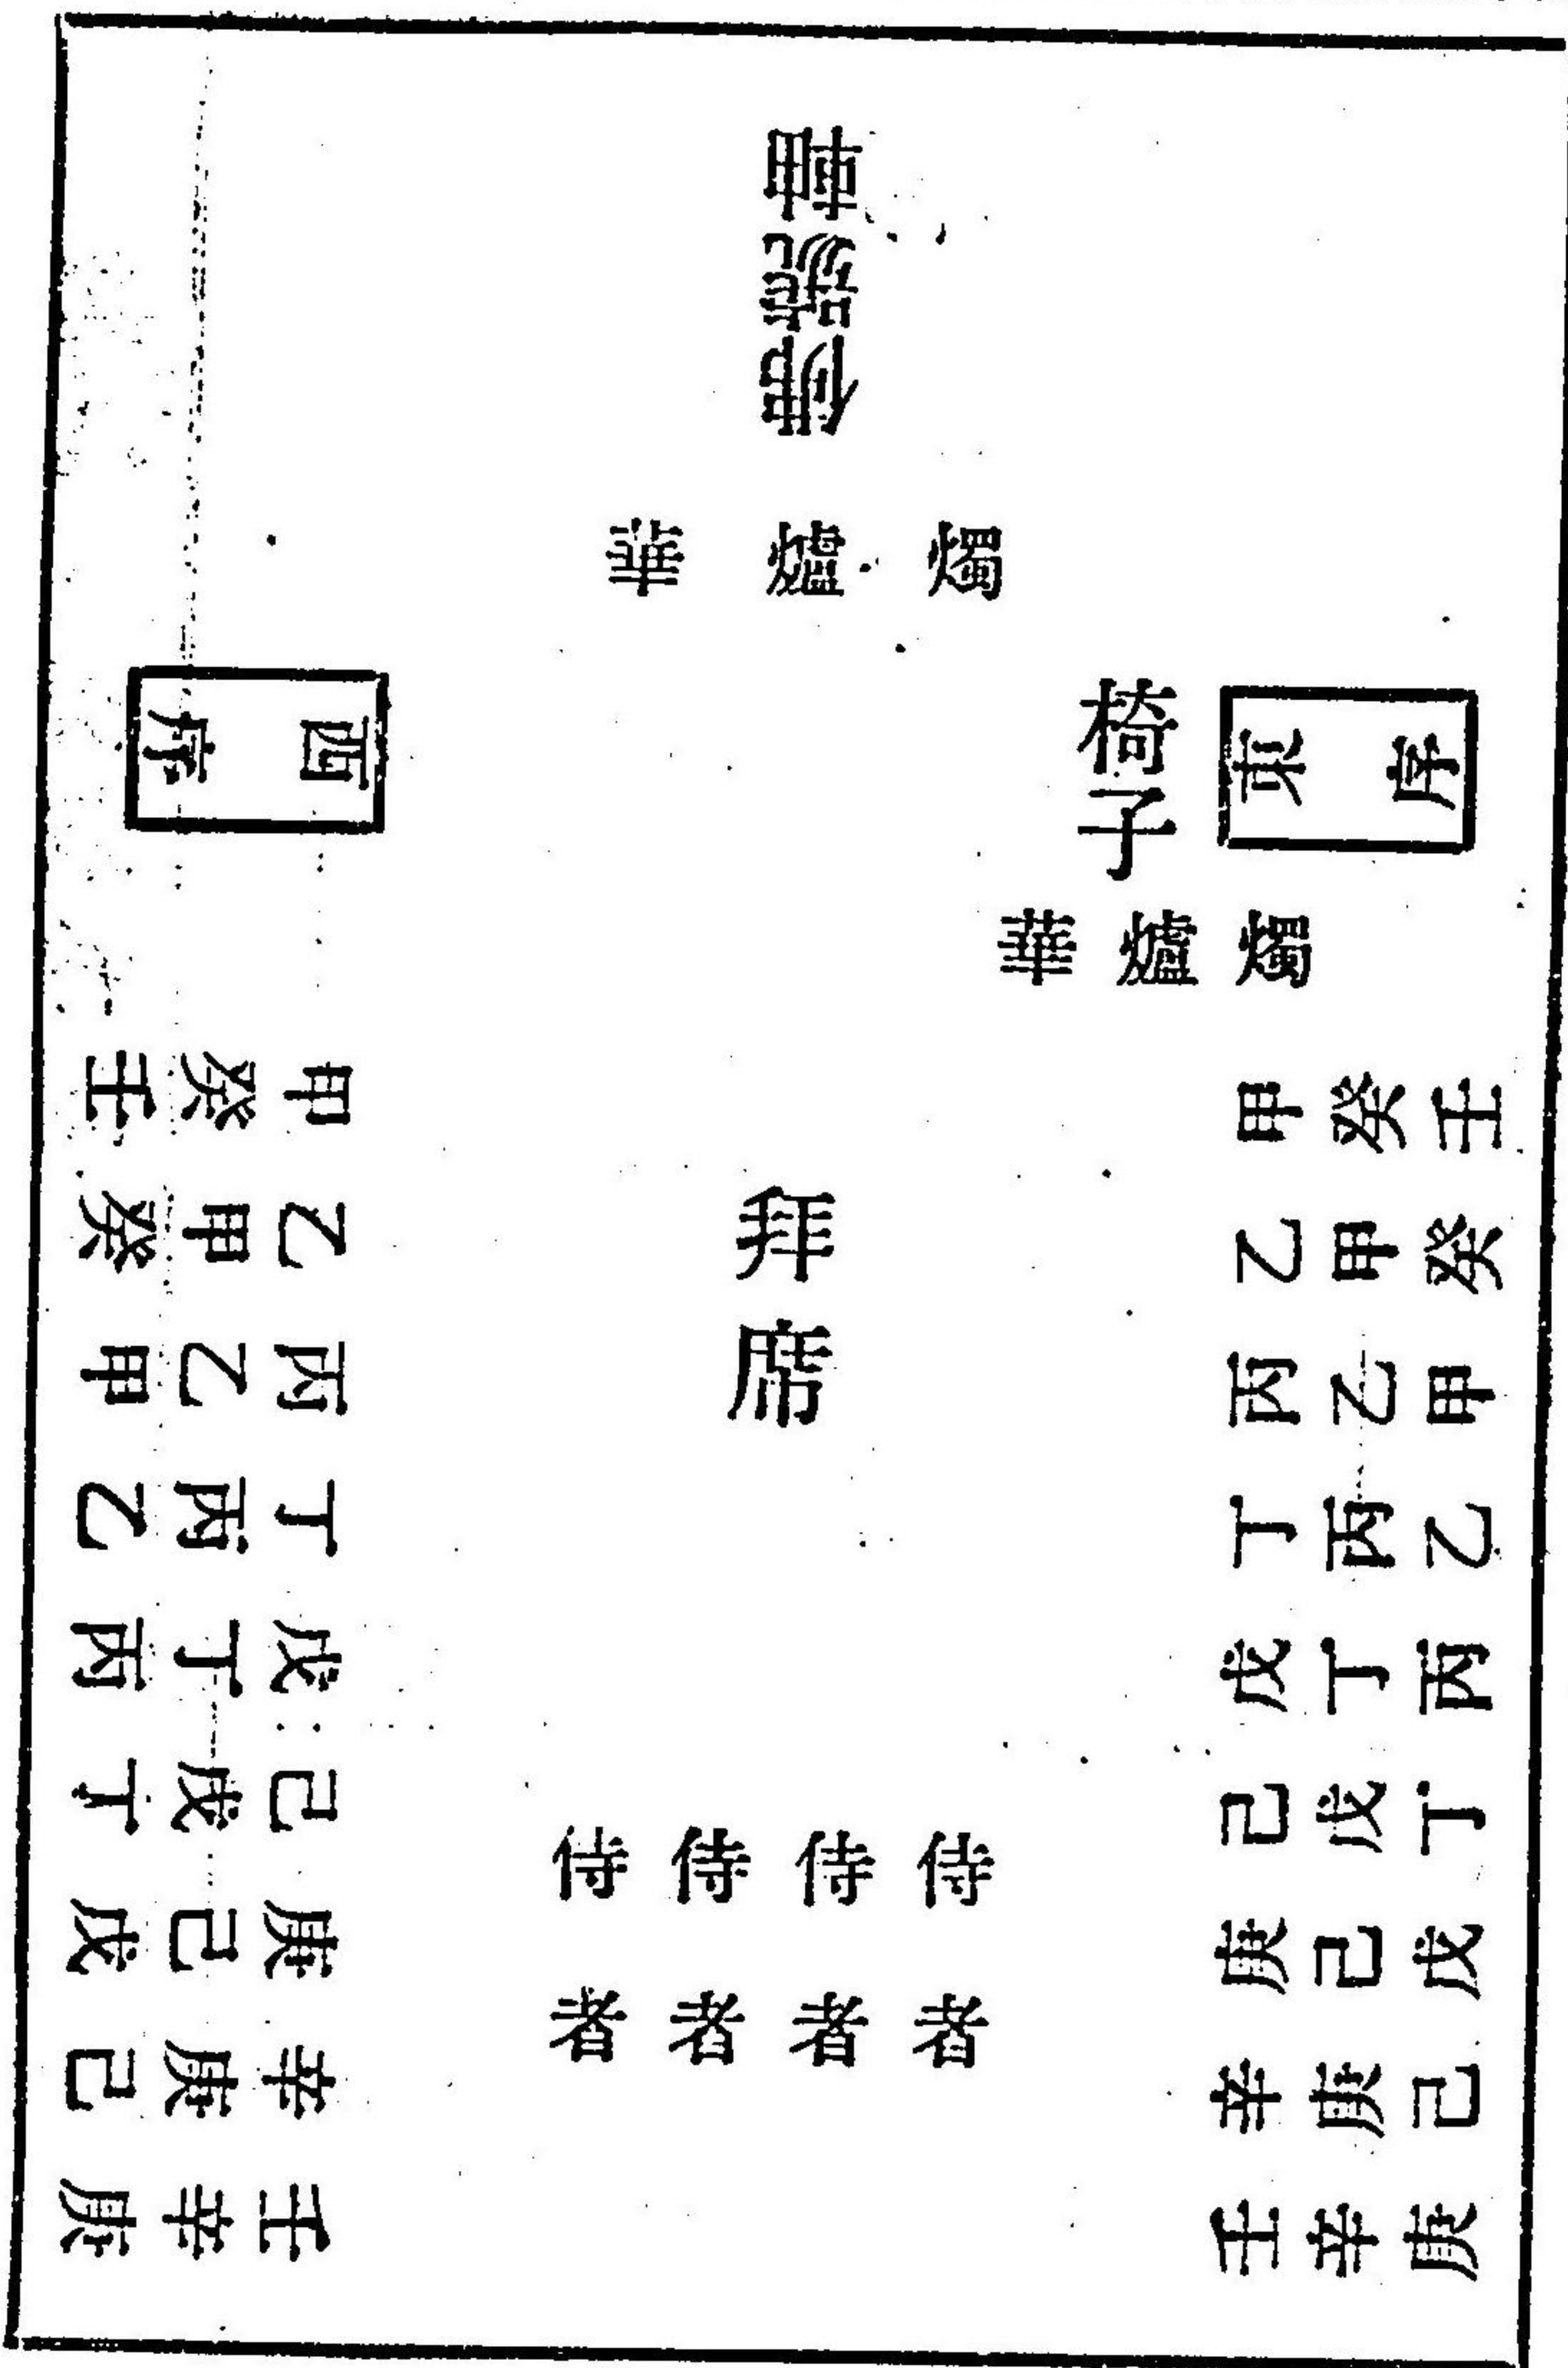 佛號軸
華 爐 燭
西序
椅子
東序
華 爐 燭
甲乙丙丁戊己庚辛壬
癸甲乙丙丁戊己庚辛
壬癸甲乙丙丁戊己庚
拜席
侍者
侍者
侍者
侍者
甲乙丙丁戊己庚辛壬
癸甲乙丙丁戊己庚辛
壬癸甲乙丙丁戊己庚